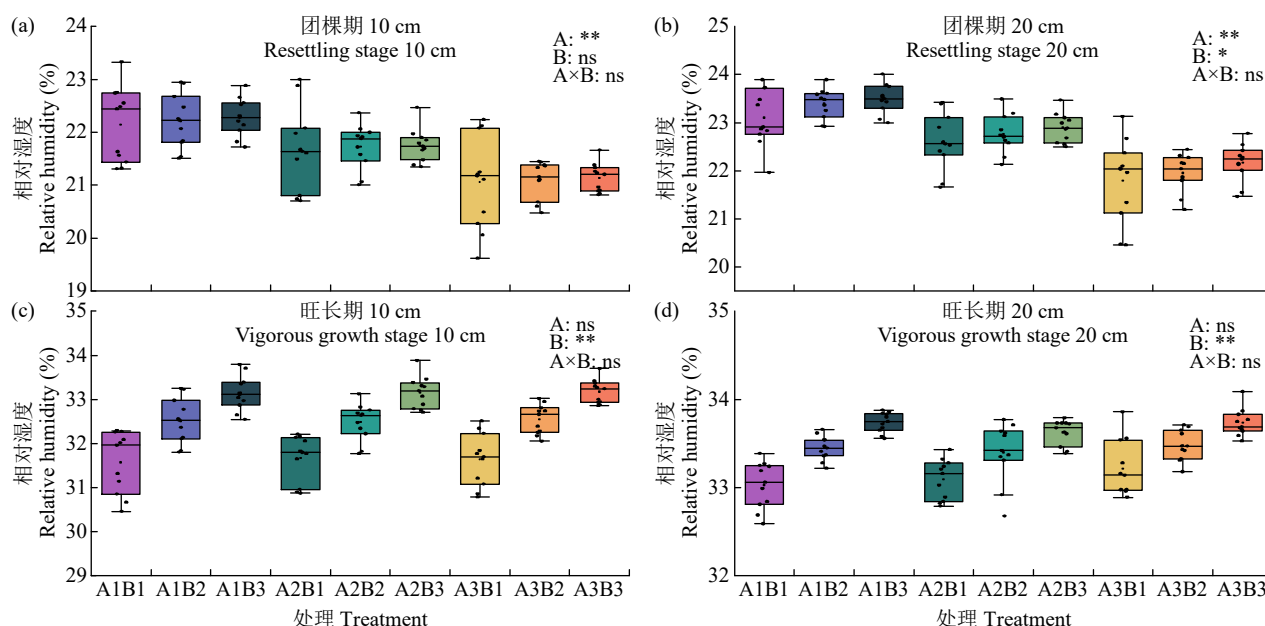 (a)
团棵期 10 cm
Resettling stage 10 cm
A: **
B: ns
A×B: ns
相对湿度
Relative humidity (%)
24
23
22
21
20
19
(b)
团棵期 20 cm
Resettling stage 20 cm
A: **
B: *
A×B: ns
相对湿度
Relative humidity (%)
25
24
23
22
21
20
19
(c)
旺长期 10 cm
Vigorous growth stage 10 cm
A: ns
B: **
A×B: ns
相对湿度
Relative humidity (%)
35
34
33
32
31
30
29
A1B1 A1B2 A1B3 A2B1 A2B2 A2B3 A3B1 A3B2 A3B3
处理 Treatment
(d)
旺长期 20 cm
Vigorous growth stage 20 cm
A: ns
B: **
A×B: ns
相对湿度
Relative humidity (%)
35
34
33
32
A1B1 A1B2 A1B3 A2B1 A2B2 A2B3 A3B1 A3B2 A3B3
处理 Treatment